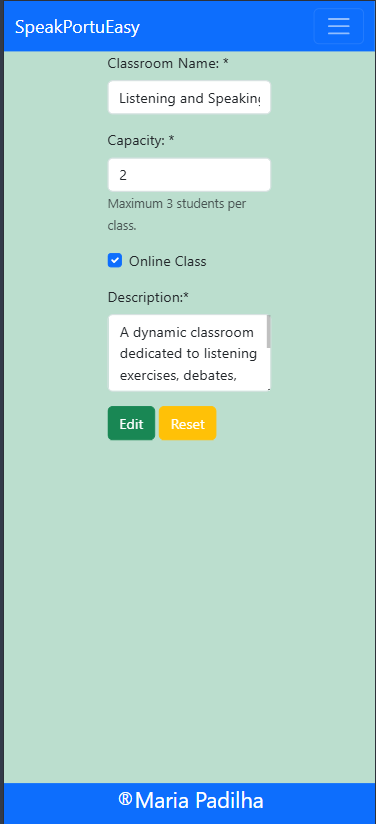 SpeakPortuEasy
Classroom Name: *
Listening and Speaking
Capacity: *
2
Maximum 3 students per
class.
Online Class
Description:*
A dynamic classroom
dedicated to listening
exercises, debates,
Edit Reset
®Maria Padilha